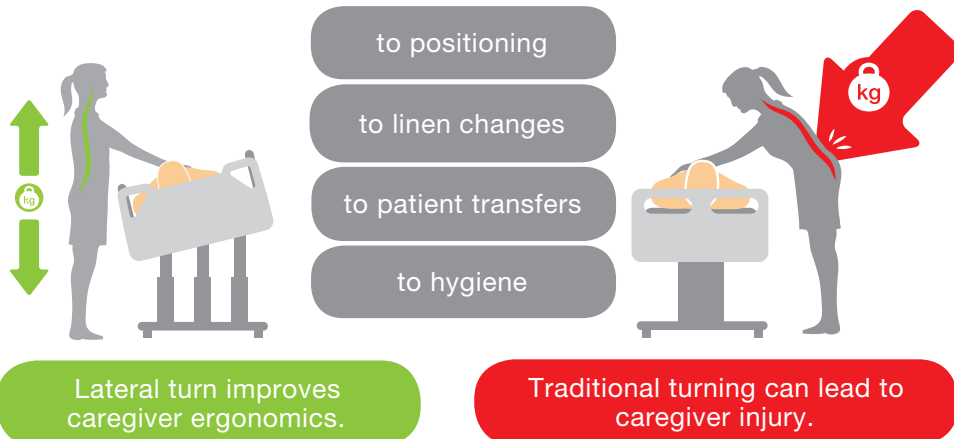 to positioning
to linen changes
to patient transfers
to hygiene
kg
kg
Lateral turn improves
caregiver ergonomics.
Traditional turning can lead to
caregiver injury.